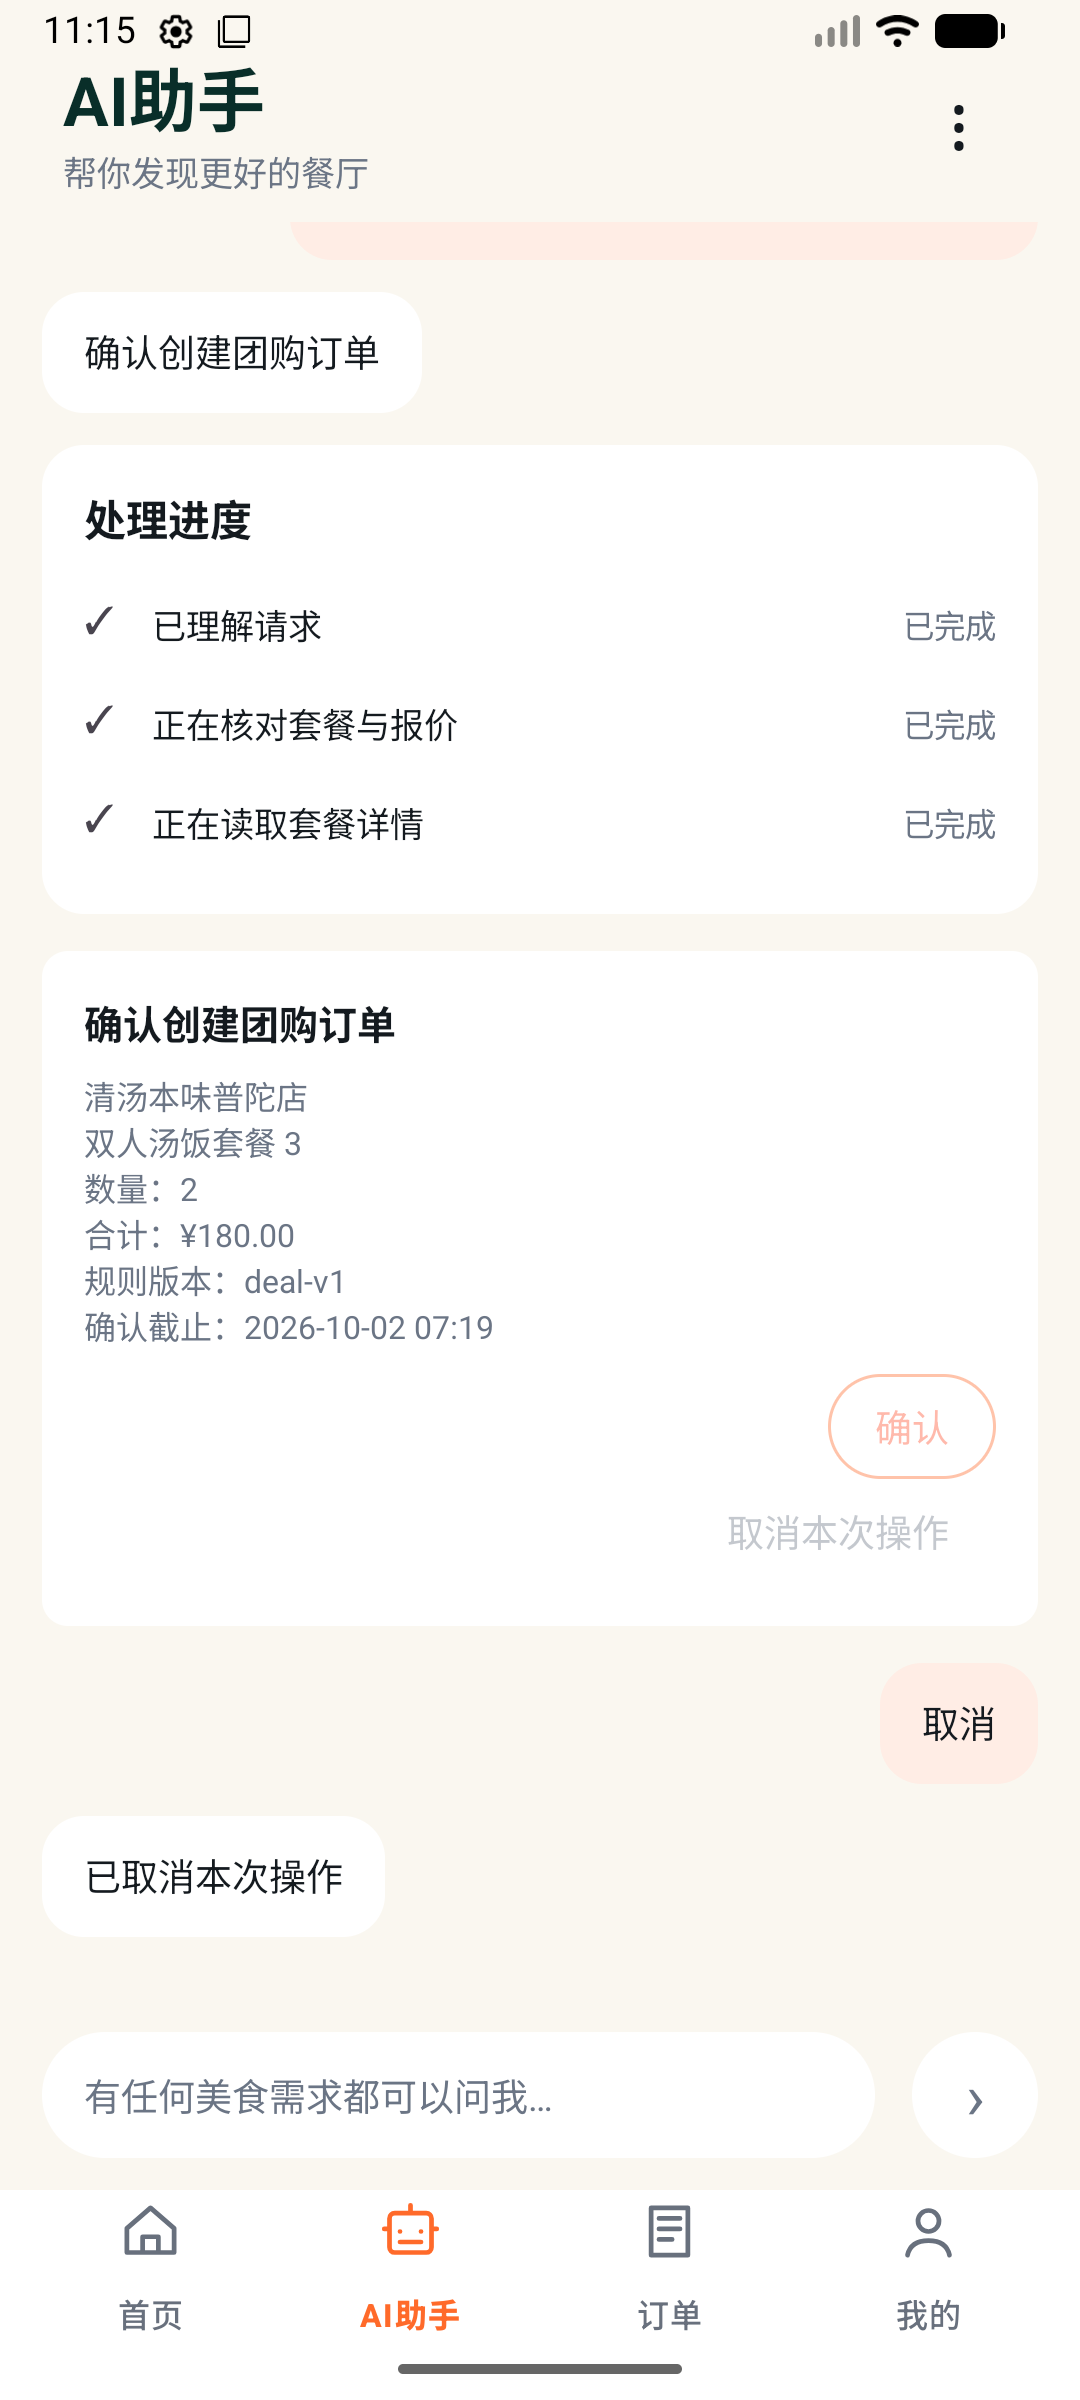 11:15
AI助手
帮你发现更好的餐厅
确认创建团购订单
处理进度
✓ 已理解请求 已完成
✓ 正在核对套餐与报价 已完成
✓ 正在读取套餐详情 已完成
确认创建团购订单
清汤本味普陀店
双人汤饭套餐 3
数量：2
合计：¥180.00
规则版本：deal-v1
确认截止：2026-10-02 07:19
确认
取消本次操作
取消
已取消本次操作
有任何美食需求都可以问我...
首页 AI助手 订单 我的